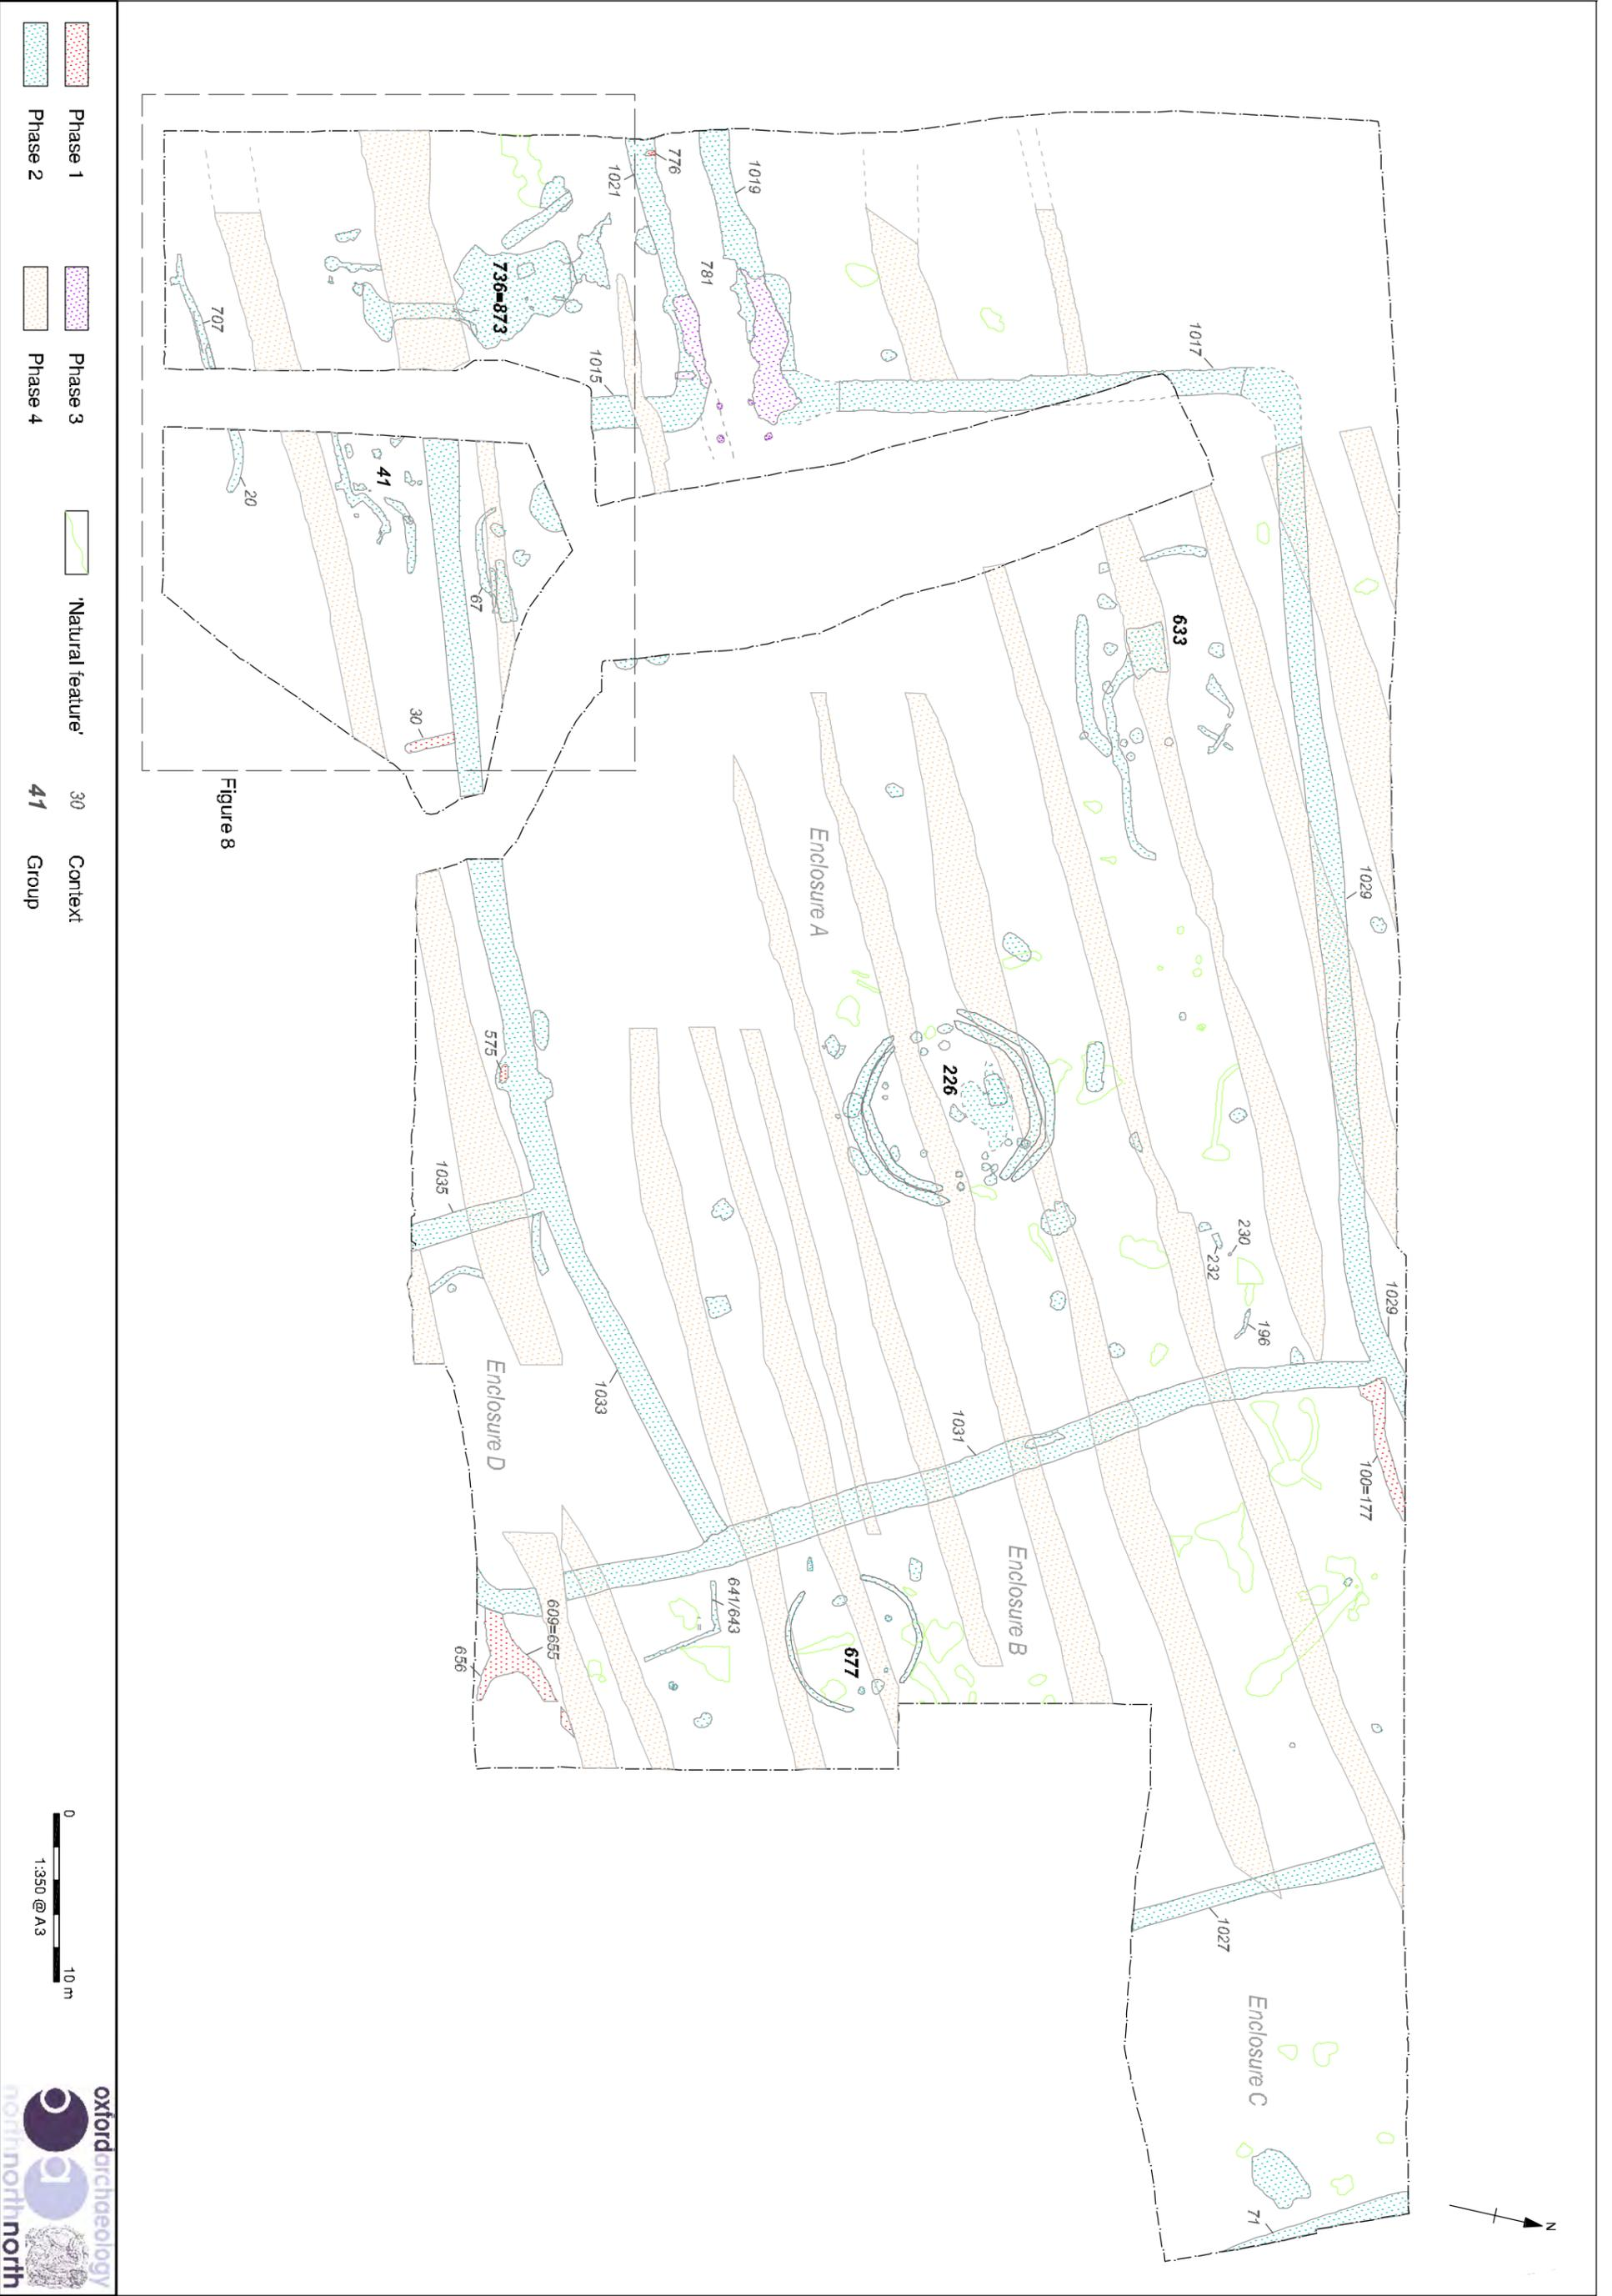 N
1017
1029
1029
100=177
1019
776
1021
781
1015
736=873
707
41
67
20
30
Figure 8
633
Enclosure A
226
230
232
196
575
1035
1033
1031
Enclosure D
Enclosure B
641/643
677
609=655
656
1027
Enclosure C
71
Phase 1
Phase 2
Phase 3
Phase 4
'Natural feature'
30 Context
41 Group
0 10 m
1:350 @ A3
oxfordarchaeology
northnorthnorth